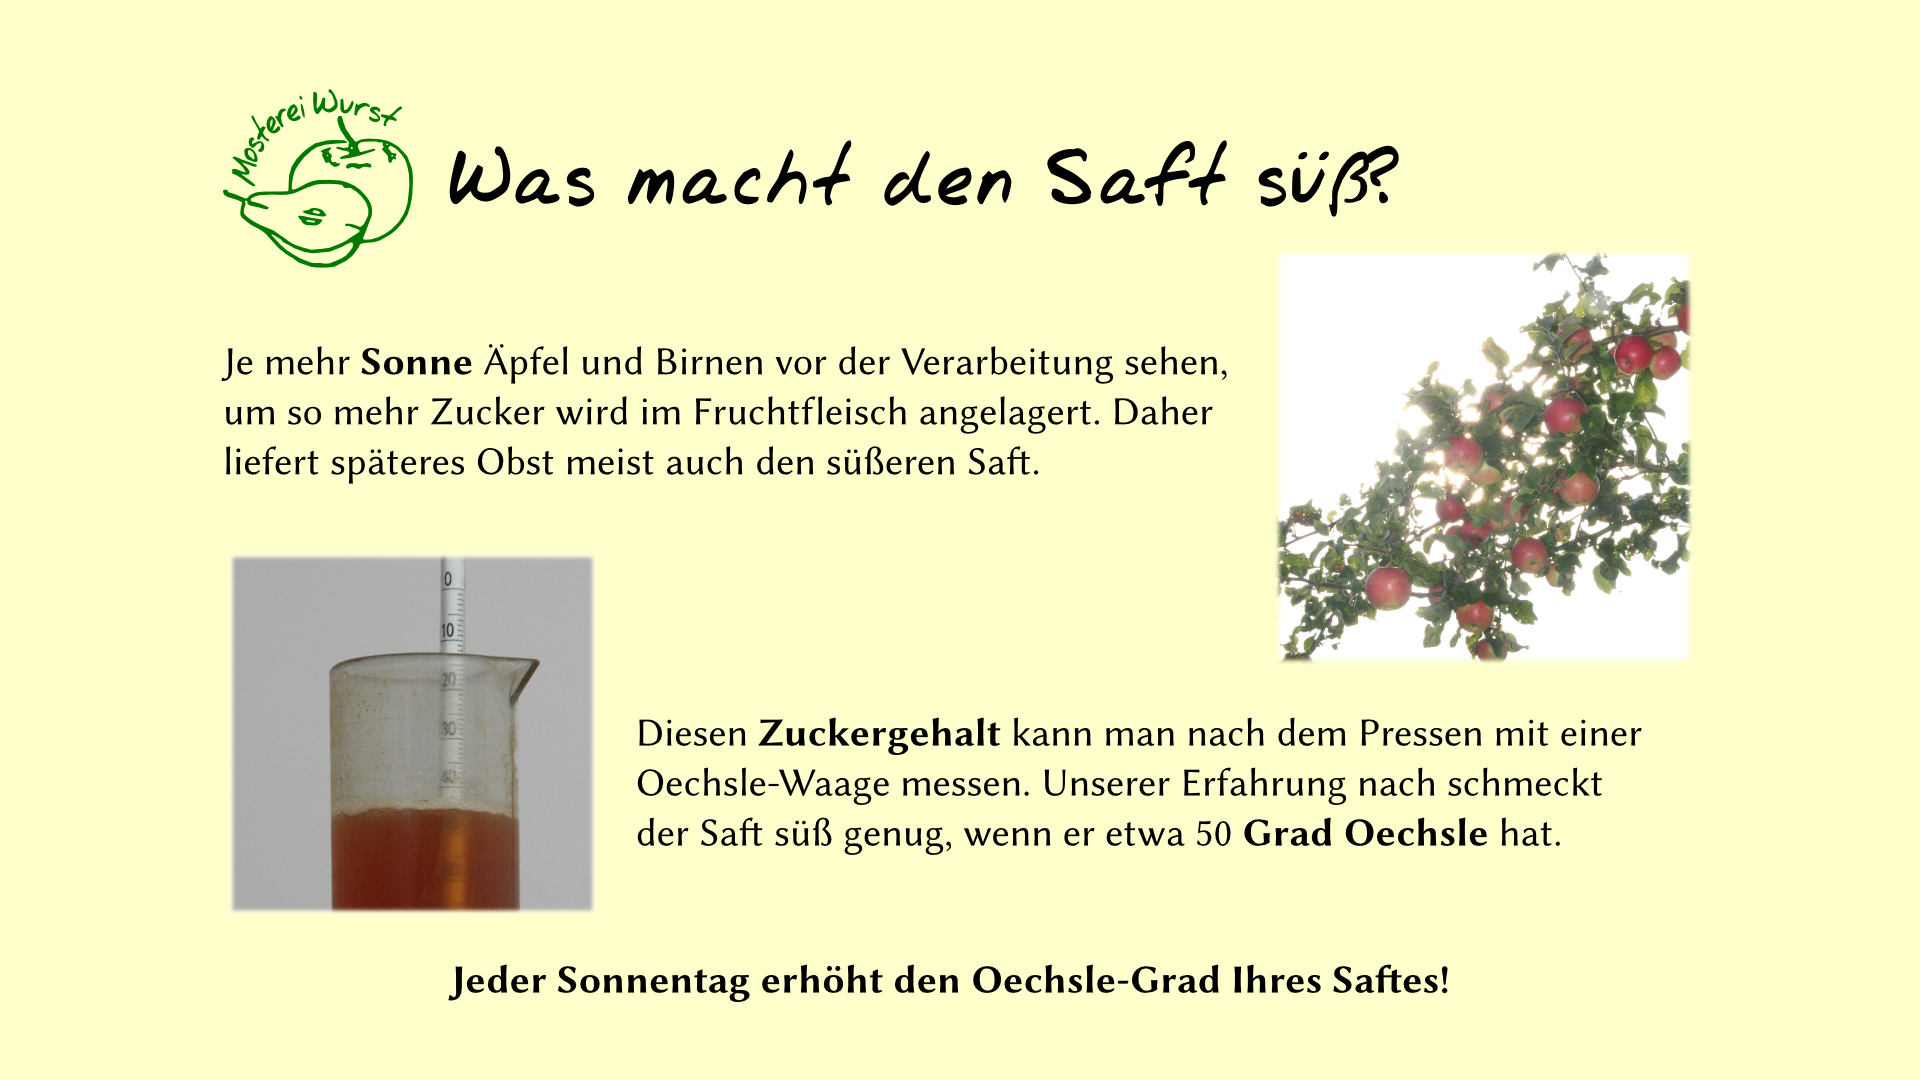 Mosterei Wurst
Was macht den Saft süß?
Je mehr Sonne Äpfel und Birnen vor der Verarbeitung sehen,
um so mehr Zucker wird im Fruchtfleisch angelagert. Daher
liefert späteres Obst meist auch den süßeren Saft.
0
10
20
30
40
Diesen Zuckergehalt kann man nach dem Pressen mit einer
Oechsle-Waage messen. Unserer Erfahrung nach schmeckt
der Saft süß genug, wenn er etwa 50 Grad Oechsle hat.
Jeder Sonnentag erhöht den Oechsle-Grad Ihres Saftes!